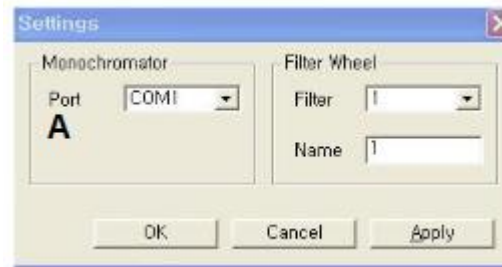 Settings
Monochromator
Port COM1
A
Filter Wheel
Filter 1
Name 1
OK Cancel Apply